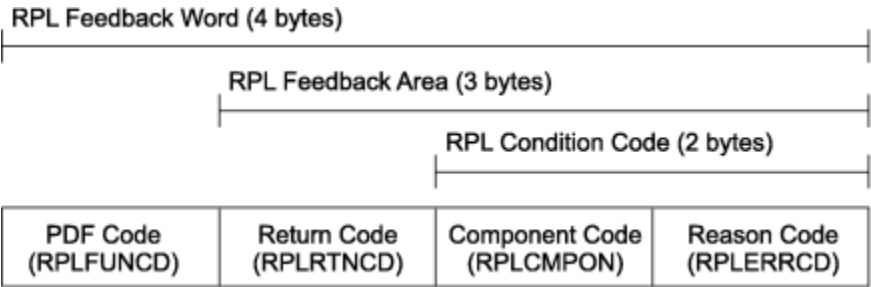 RPL Feedback Word (4 bytes)
RPL Feedback Area (3 bytes)
RPL Condition Code (2 bytes)
PDF Code Return Code Component Code Reason Code
(RPLFUNCD) (RPLRTNCD) (RPLCMPON) (RPLERRCD)